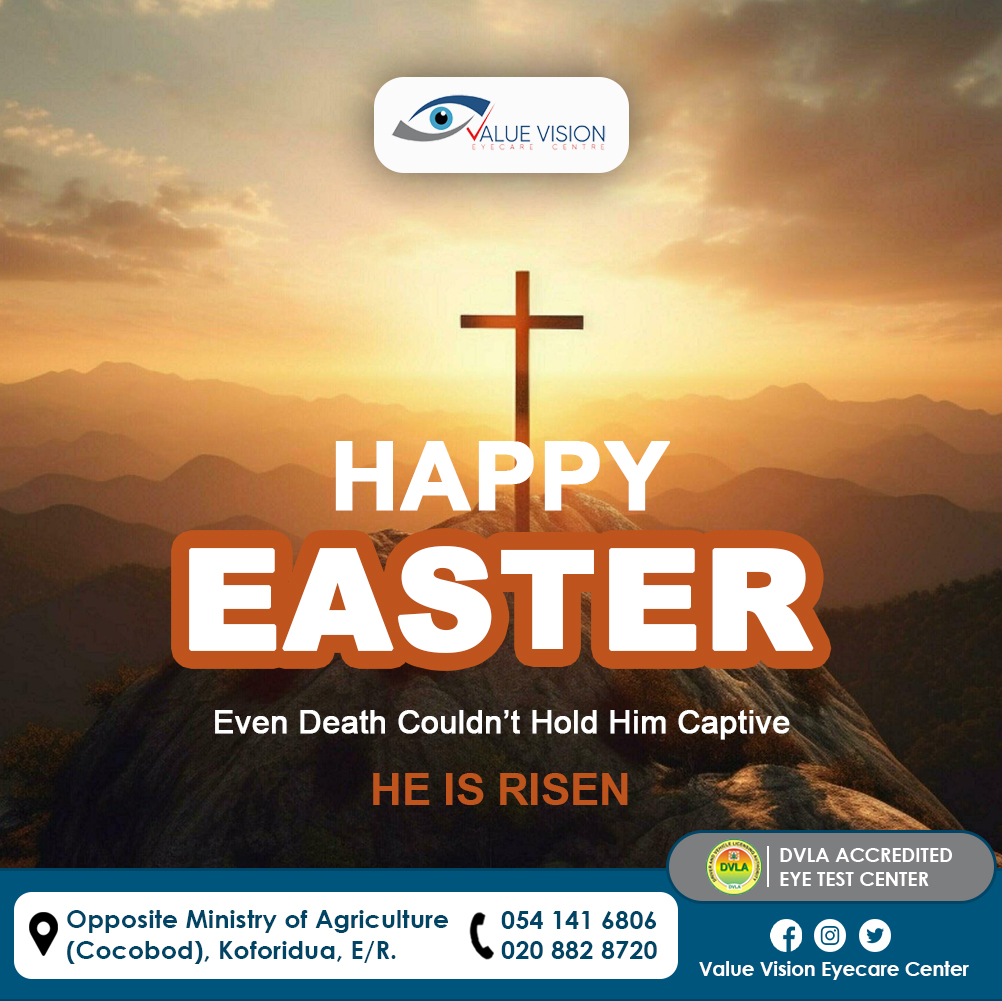 VALUE VISION
EYECARE CENTRE
HAPPY
EASTER
Even Death Couldn't Hold Him Captive
HE IS RISEN
DVLA
DVLA
DVLA ACCREDITED
EYE TEST CENTER
Opposite Ministry of Agriculture
(Cocobod), Koforidua, E/R.
054 141 6806
020 882 8720
Value Vision Eyecare Center